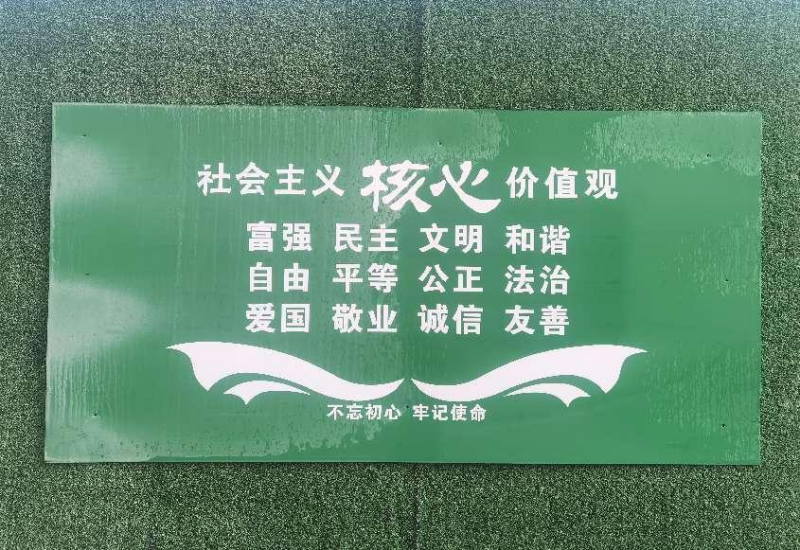 社会主义核心价值观
富强 民主 文明 和谐
自由 平等 公正 法治
爱国 敬业 诚信 友善
不忘初心 牢记使命